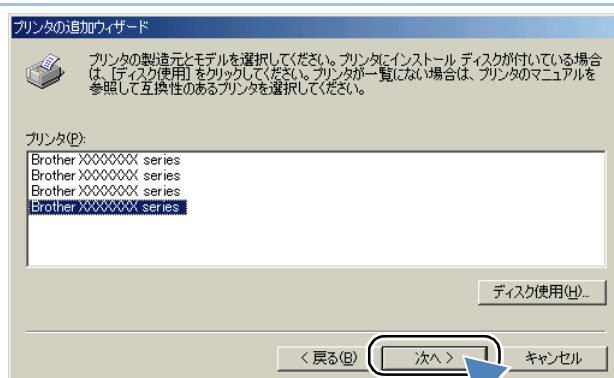 プリンタの追加ウィザード
プリンタの製造元とモデルを選択してください。プリンタにインストール ディスクが付いている場合
は、[ディスク使用] をクリックしてください。プリンタが一覧にない場合は、プリンタのマニュアルを
参照して互換性のあるプリンタを選択してください。
プリンタ(P):
Brother XXXXXXX series
Brother XXXXXXX series
Brother XXXXXXX series
Brother XXXXXXX series
ディスク使用(H)...
< 戻る(B) 次へ > キャンセル